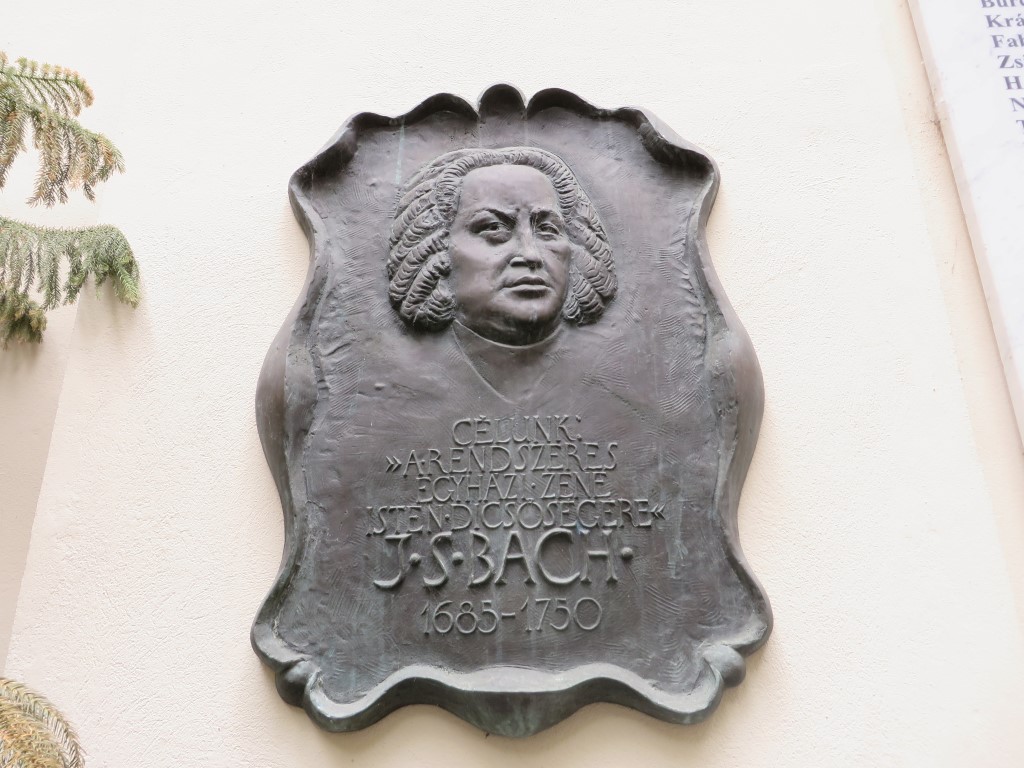 CÉLUNK:
»A·RENDSZERES
EGYHÁZI·ZENE
ISTEN·DICSŐSÉGÉRE«
J·S·BACH·
1685-1750